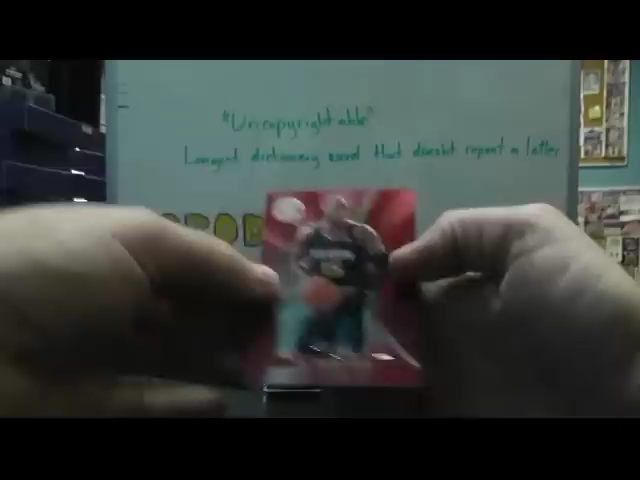 "Uncopyrightable"
Longest dictionary word that doesn't repeat a letter